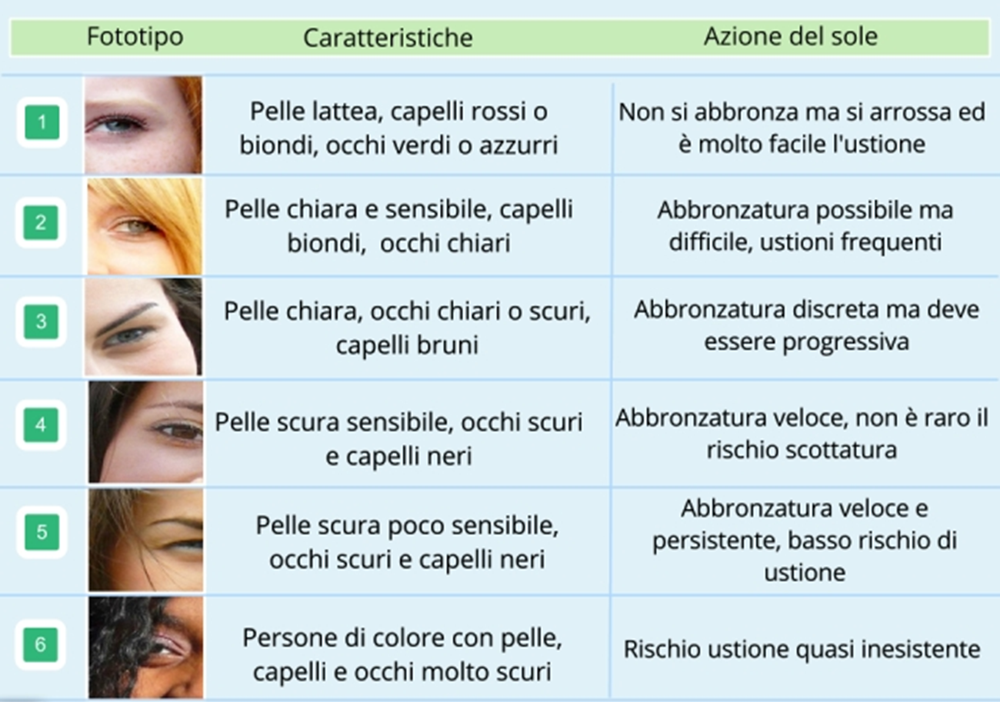 Fototipo Caratteristiche Azione del sole
1
Pelle lattea, capelli rossi o
biondi, occhi verdi o azzurri
Non si abbronza ma si arrossa ed
è molto facile l'ustione
2
Pelle chiara e sensibile, capelli
biondi, occhi chiari
Abbronzatura possibile ma
difficile, ustioni frequenti
3
Pelle chiara, occhi chiari o scuri,
capelli bruni
Abbronzatura discreta ma deve
essere progressiva
4
Pelle scura sensibile, occhi scuri
e capelli neri
Abbronzatura veloce, non è raro il
rischio scottatura
5
Pelle scura poco sensibile,
occhi scuri e capelli neri
Abbronzatura veloce e
persistente, basso rischio di
ustione
6
Persone di colore con pelle,
capelli e occhi molto scuri
Rischio ustione quasi inesistente